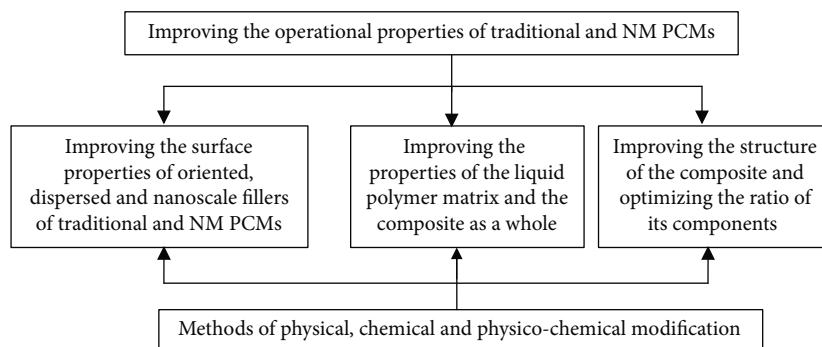 Improving the operational properties of traditional and NM PCMs
Improving the surface
properties of oriented,
dispersed and nanoscale fillers
of traditional and NM PCMs
Improving the
properties of the liquid
polymer matrix and the
composite as a whole
Improving the structure
of the composite and
optimizing the ratio of
its components
Methods of physical, chemical and physico-chemical modification